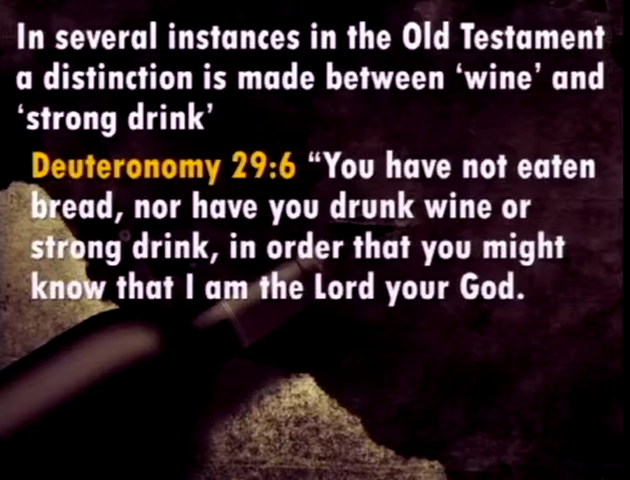 In several instances in the Old Testament
a distinction is made between ‘wine’ and
‘strong drink’
Deuteronomy 29:6 “You have not eaten
bread, nor have you drunk wine or
strong drink, in order that you might
know that I am the Lord your God.